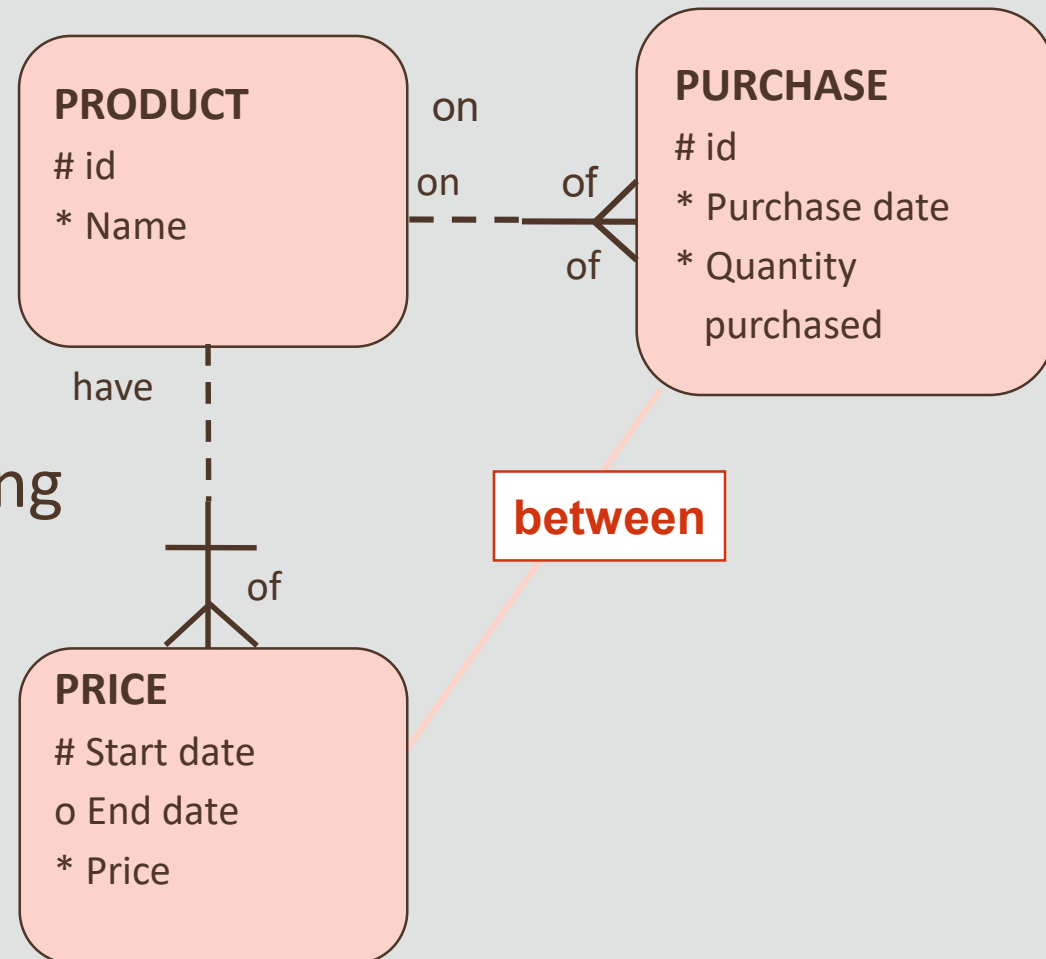 PRODUCT
# id
* Name
on
on
of
of
PURCHASE
# id
* Purchase date
* Quantity
purchased
have
ng
of
between
PRICE
# Start date
o End date
* Price